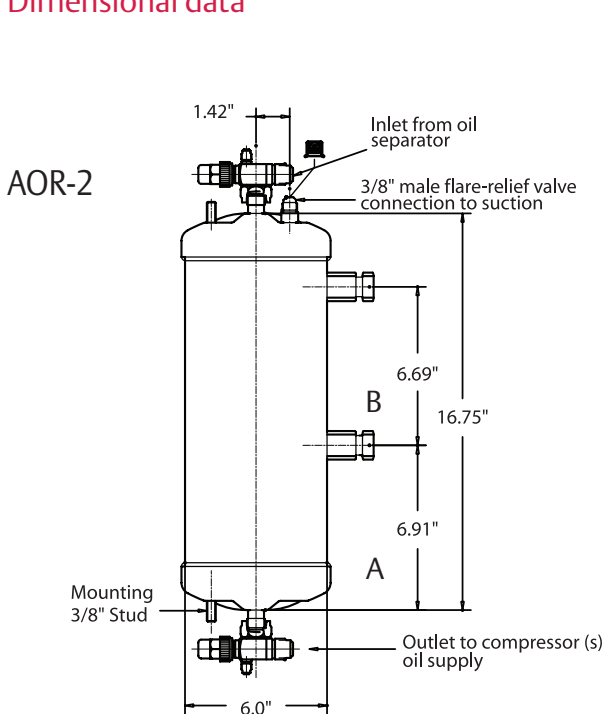 Dimensional data
1.42"
Inlet from oil
separator
AOR-2
3/8" male flare-relief valve
connection to suction
6.69"
B
16.75"
6.91"
A
Mounting
3/8" Stud
Outlet to compressor (s)
oil supply
6.0"